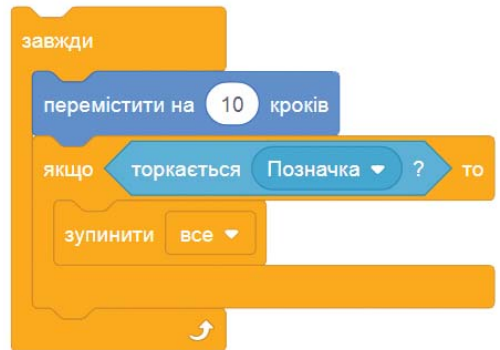 завжди
перемістити на 10 кроків
якщо торкається Позначка ? то
зупинити все